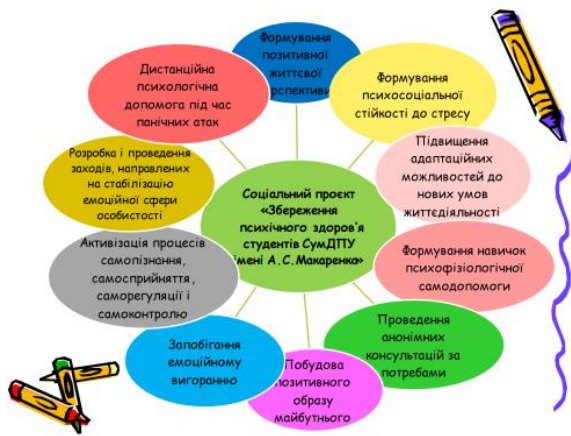 Формування
позитивної
життєвої
рспективи
Формування
психосоціальної
стійкості до стресу
Підвищення
адаптаційних
можливостей до
нових умов
життєдіяльності
Формування навичок
психофізіологічної
самодопомоги
Проведення
анонімних
консультацій за
потребами
Побудова
позитивного
образу
майбутнього
Запобігання
емоційному
вигоранню
Активізація процесів
самопізнання,
самосприйняття,
саморегуляції і
самоконтролю
Розробка і проведення
заходів, направлених
на стабілізацію
емоційної сфери
особистості
Дистанційна
психологічна
допомога під час
панічних атак
Соціальний проєкт
«Збереження
психічного здоров'я
студентів СумДПУ
імені А.С.Макаренко»